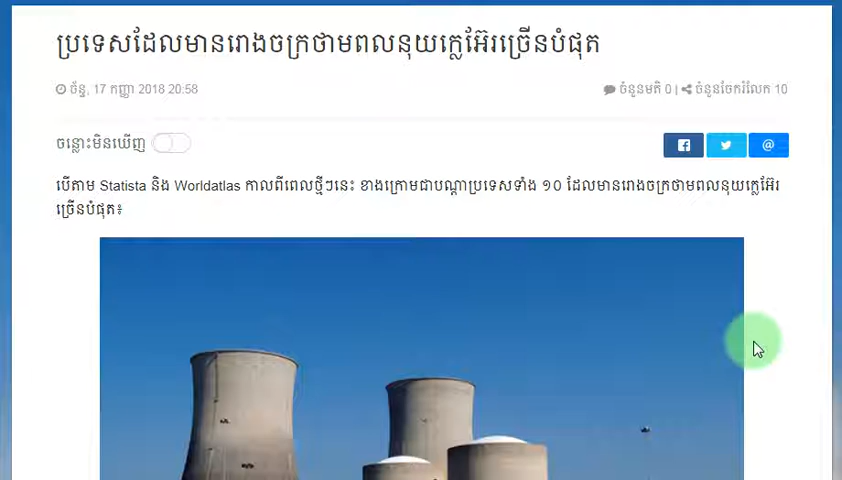 ប្រទេសដែលមានរោងចក្រថាមពលនុយក្លេអ៊ែរច្រើនបំផុត
ច័ន្ទ, 17 កញ្ញា 2018 20:58 ចំនួនមតិ 0 | ចំនួនចែករំលែក 10
ចន្លោះមិនឃើញ
បើតាម Statista និង Worldatlas កាលពីពេលថ្មីៗនេះ ខាងក្រោមជាបណ្ដាប្រទេសទាំង ១០ ដែលមានរោងចក្រថាមពលនុយក្លេអ៊ែរ
ច្រើនបំផុត៖